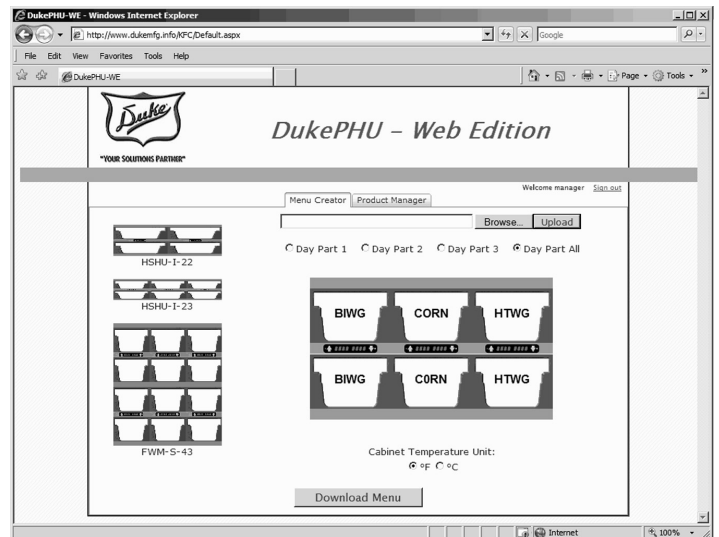 DukePHU-WE - Windows Internet Explorer
http://www.dukemfg.info/KFC/Default.aspx
Google
File Edit View Favorites Tools Help
DukePHU-WE
Page Tools
Duke
"YOUR SOLUTIONS PARTNER"
DukePHU – Web Edition
Welcome manager Sign out
Menu Creator Product Manager
Browse... Upload
Day Part 1 Day Part 2 Day Part 3 Day Part All
HSHU-I-22
HSHU-I-23
FWM-S-43
BIWG CORN HTWG
BIWG C0RN HTWG
Cabinet Temperature Unit:
°F °C
Download Menu
Internet 100%